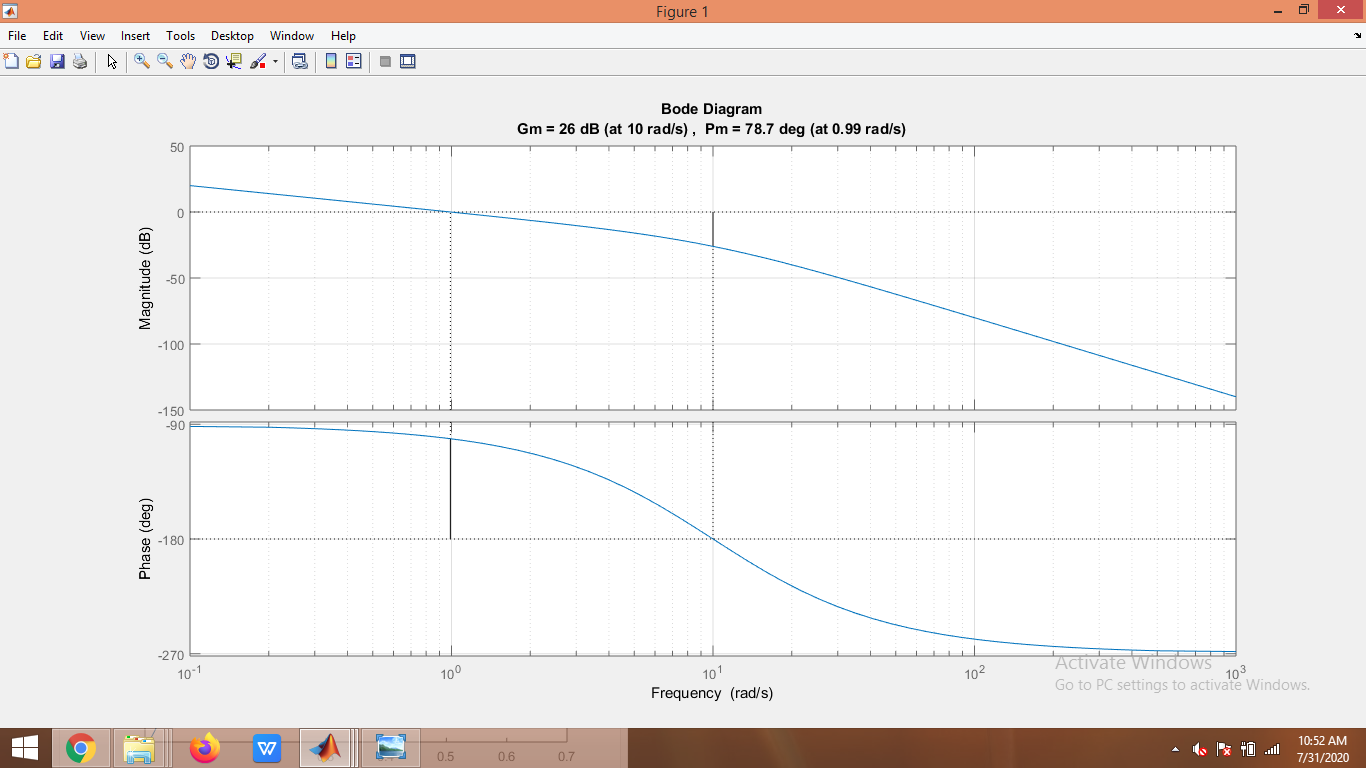 Figure 1
File Edit View Insert Tools Desktop Window Help
Bode Diagram
Gm = 26 dB (at 10 rad/s) , Pm = 78.7 deg (at 0.99 rad/s)
50
0
-50
-100
-150
Magnitude (dB)
-90
-180
-270
Phase (deg)
10^-1 10^0 10^1 10^2 10^3
Frequency (rad/s)
Activate Windows
Go to PC settings to activate Windows.
0.5 0.6 0.7
10:52 AM
7/31/2020